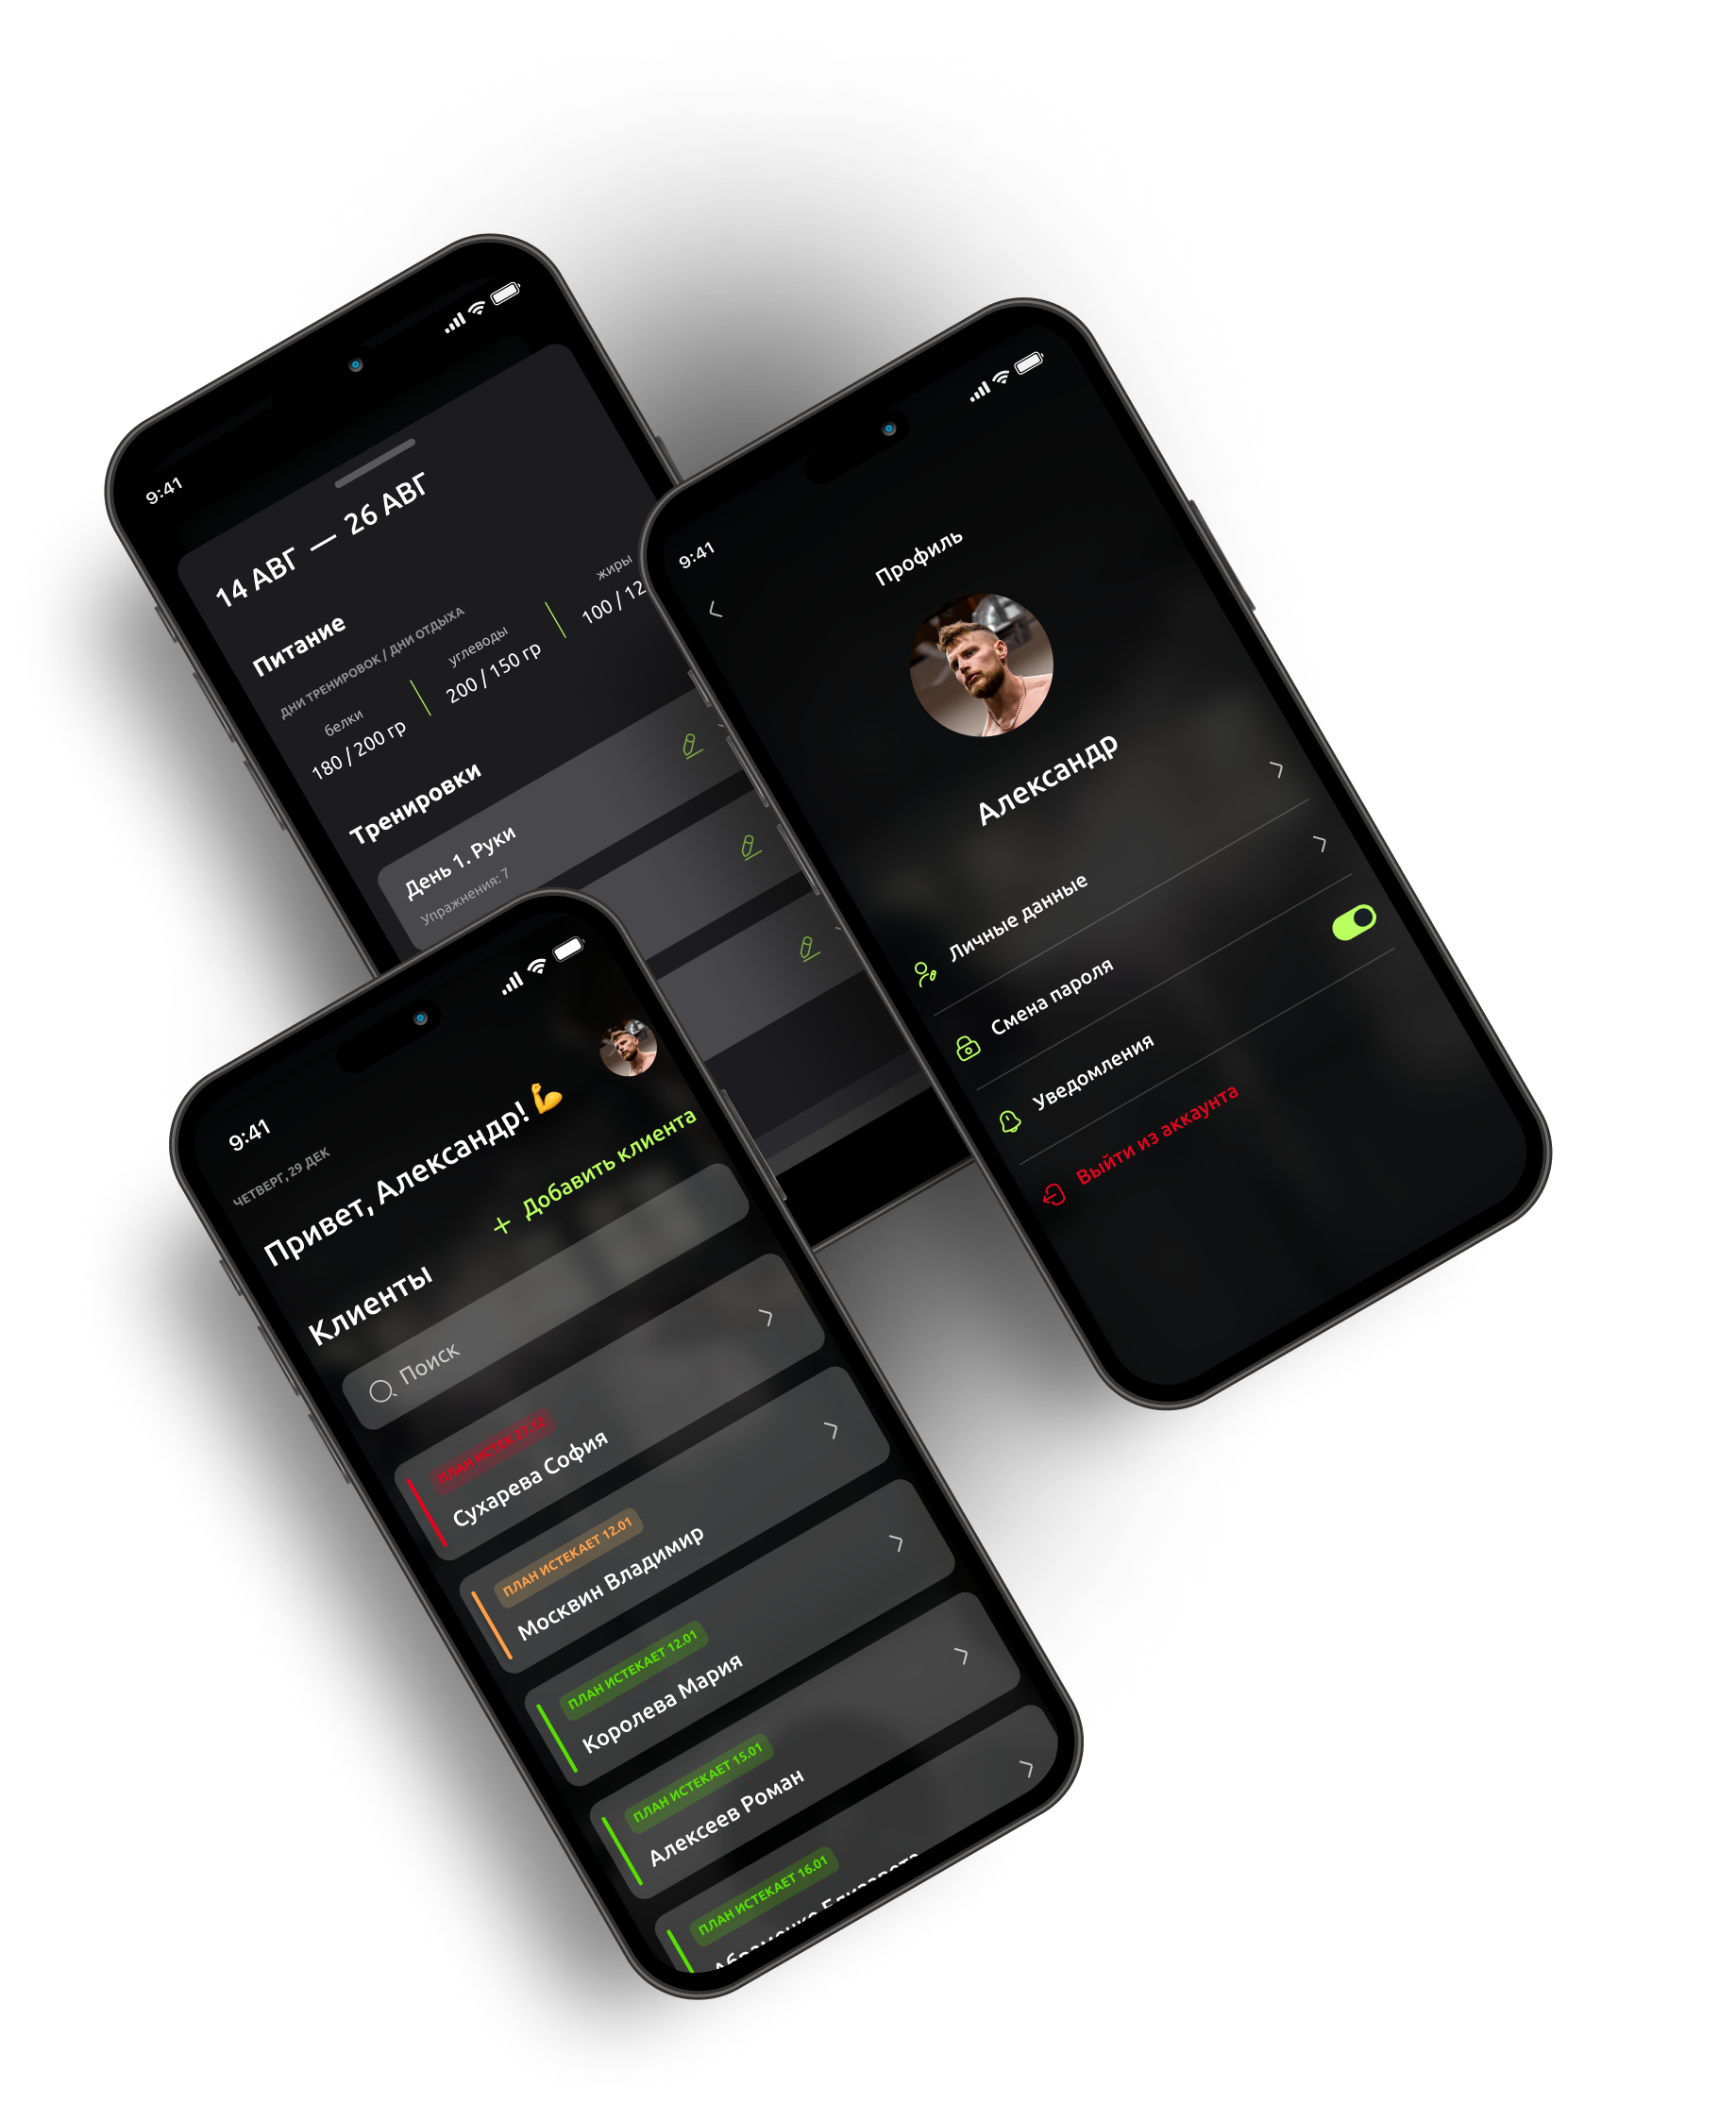 9:41
14 АВГ — 26 АВГ
Питание
ДНИ ТРЕНИРОВОК / ДНИ ОТДЫХА
белки
180 / 200 гр
углеводы
200 / 150 гр
жиры
100 / 12
Тренировки
День 1. Руки
Упражнения: 7
9:41
Профиль
Александр
Личные данные
Смена пароля
Уведомления
Выйти из аккаунта
9:41
ЧЕТВЕРГ, 29 ДЕК
Привет, Александр! 💪
Клиенты
+ Добавить клиента
Поиск
ПЛАН ИСТЕК 27.12
Сухарева София
ПЛАН ИСТЕКАЕТ 12.01
Москвин Владимир
ПЛАН ИСТЕКАЕТ 12.01
Королева Мария
ПЛАН ИСТЕКАЕТ 15.01
Алексеев Роман
ПЛАН ИСТЕКАЕТ 16.01